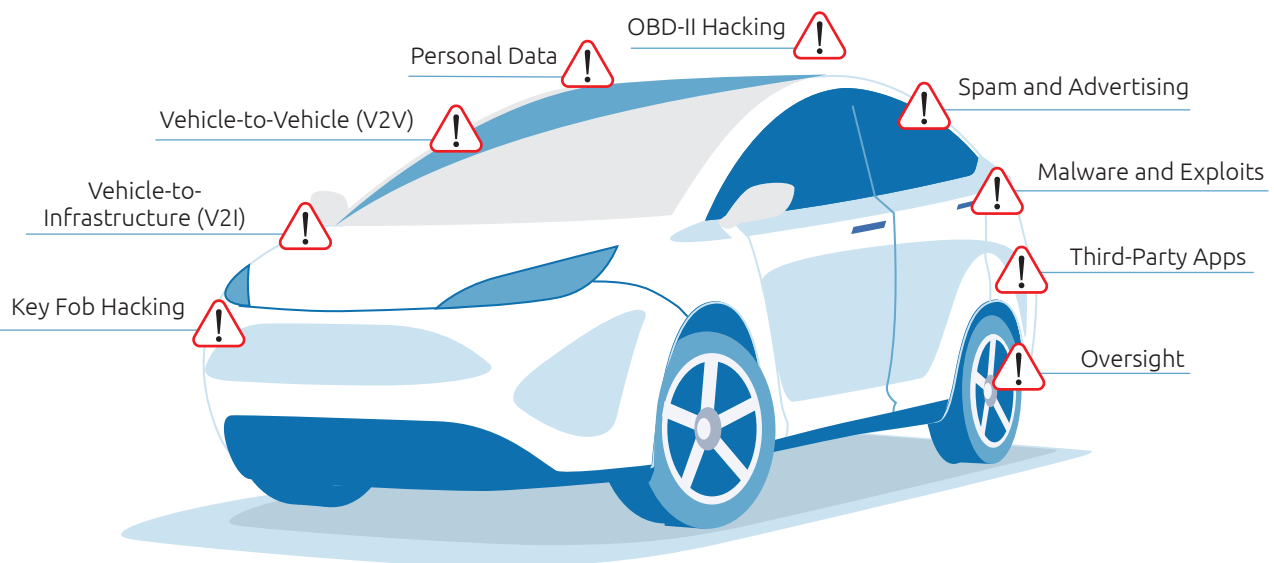 OBD-II Hacking
Personal Data
Spam and Advertising
Vehicle-to-Vehicle (V2V)
Malware and Exploits
Vehicle-to-
Infrastructure (V2I)
Third-Party Apps
Key Fob Hacking
Oversight